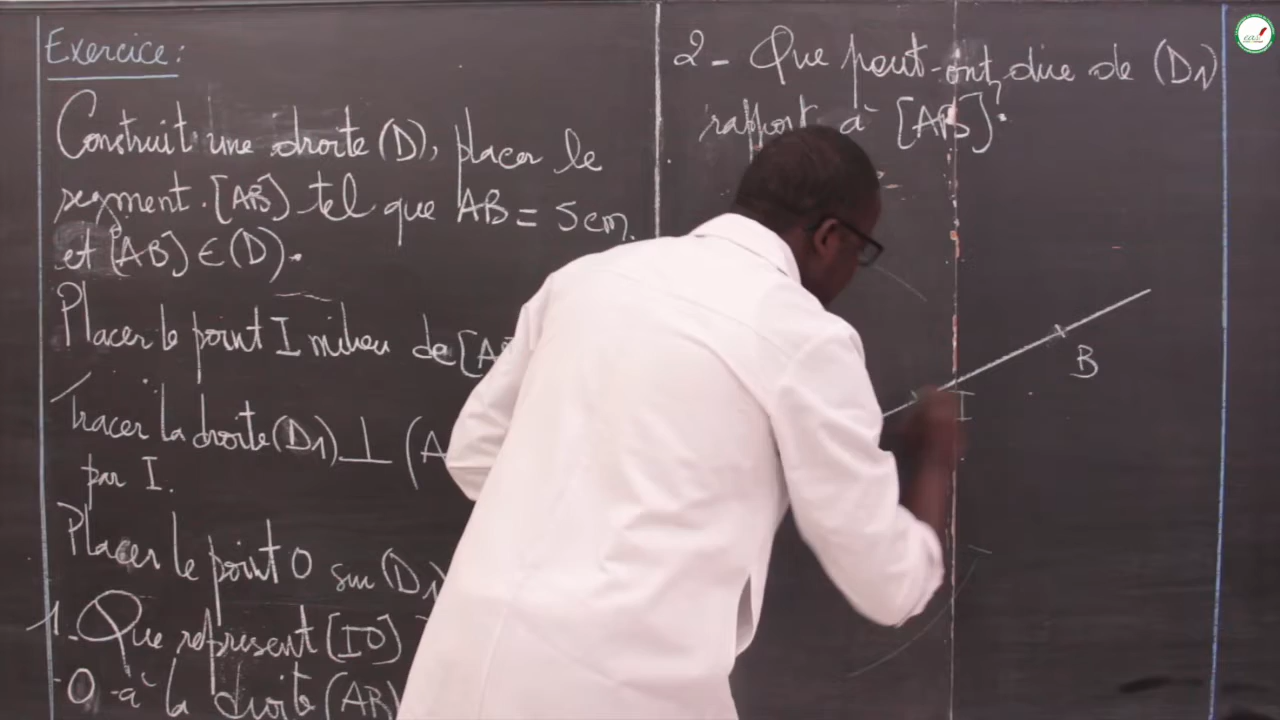 Exercice :
Construit une droite (D), placer le
segment. [AB] tel que AB = 5cm.
et [AB] ∈ (D).
Placer le point I milieu de [A
Tracer la droite (D1) ⊥ (A
par I.
Placer le point O sur (D1)
1. Que représent [IO]
O à la droite (AB)
2 - Que peut-ont dire de (D1)
rapport à [AB] ?
I
B